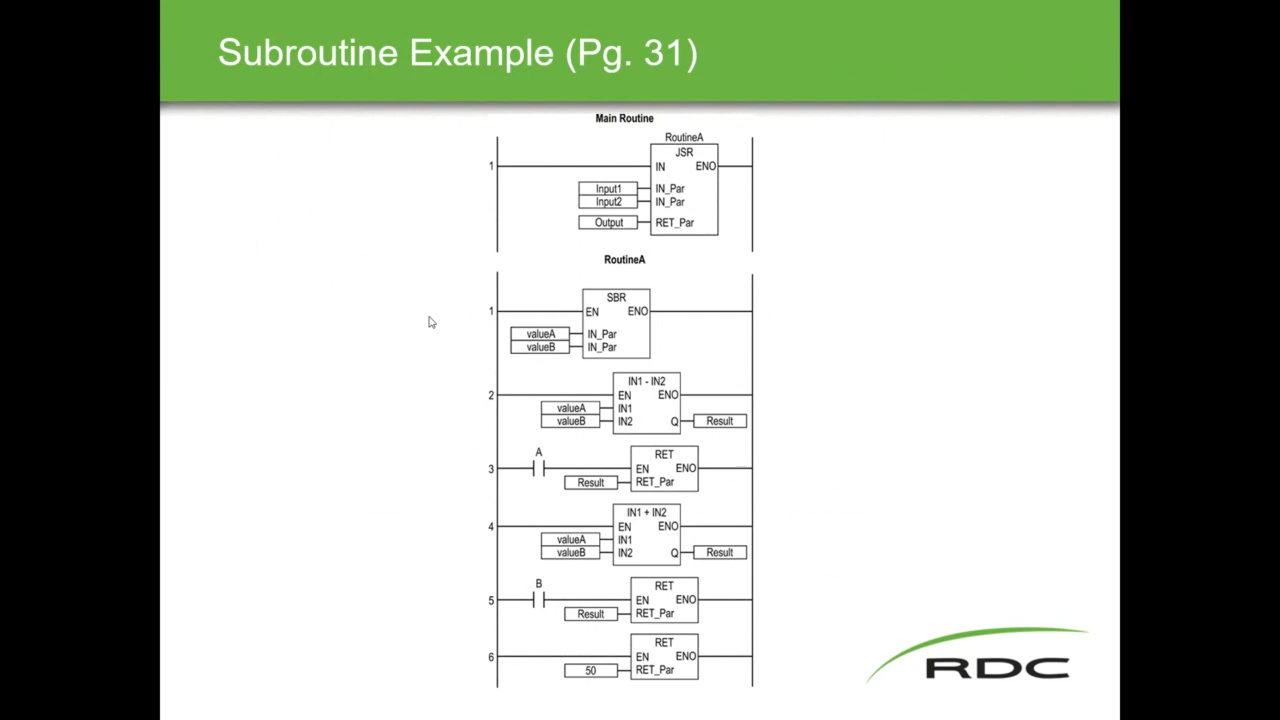 Subroutine Example (Pg. 31)
Main Routine
RoutineA
JSR
1 IN ENO
Input1 IN_Par
Input2 IN_Par
Output RET_Par
RoutineA
SBR
1 EN ENO
valueA IN_Par
valueB IN_Par
IN1 - IN2
2 EN ENO
valueA IN1
valueB IN2 Q Result
A RET
3 EN ENO
Result RET_Par
IN1 + IN2
4 EN ENO
valueA IN1
valueB IN2 Q Result
B RET
5 EN ENO
Result RET_Par
RET
6 EN ENO
50 RET_Par
RDC